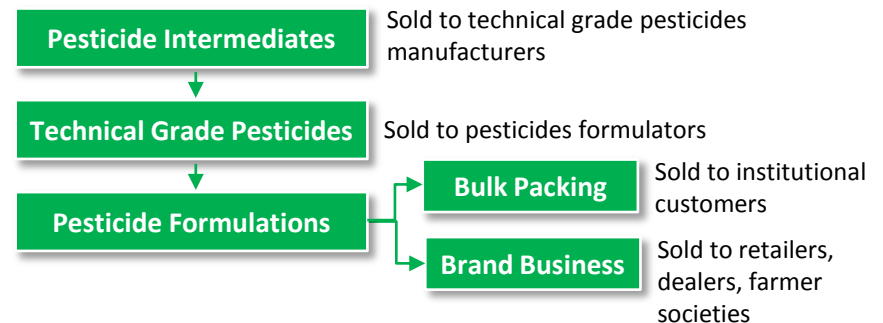 Pesticide Intermediates
Sold to technical grade pesticides
manufacturers
Technical Grade Pesticides
Sold to pesticides formulators
Pesticide Formulations
Bulk Packing
Sold to institutional
customers
Brand Business
Sold to retailers,
dealers, farmer
societies